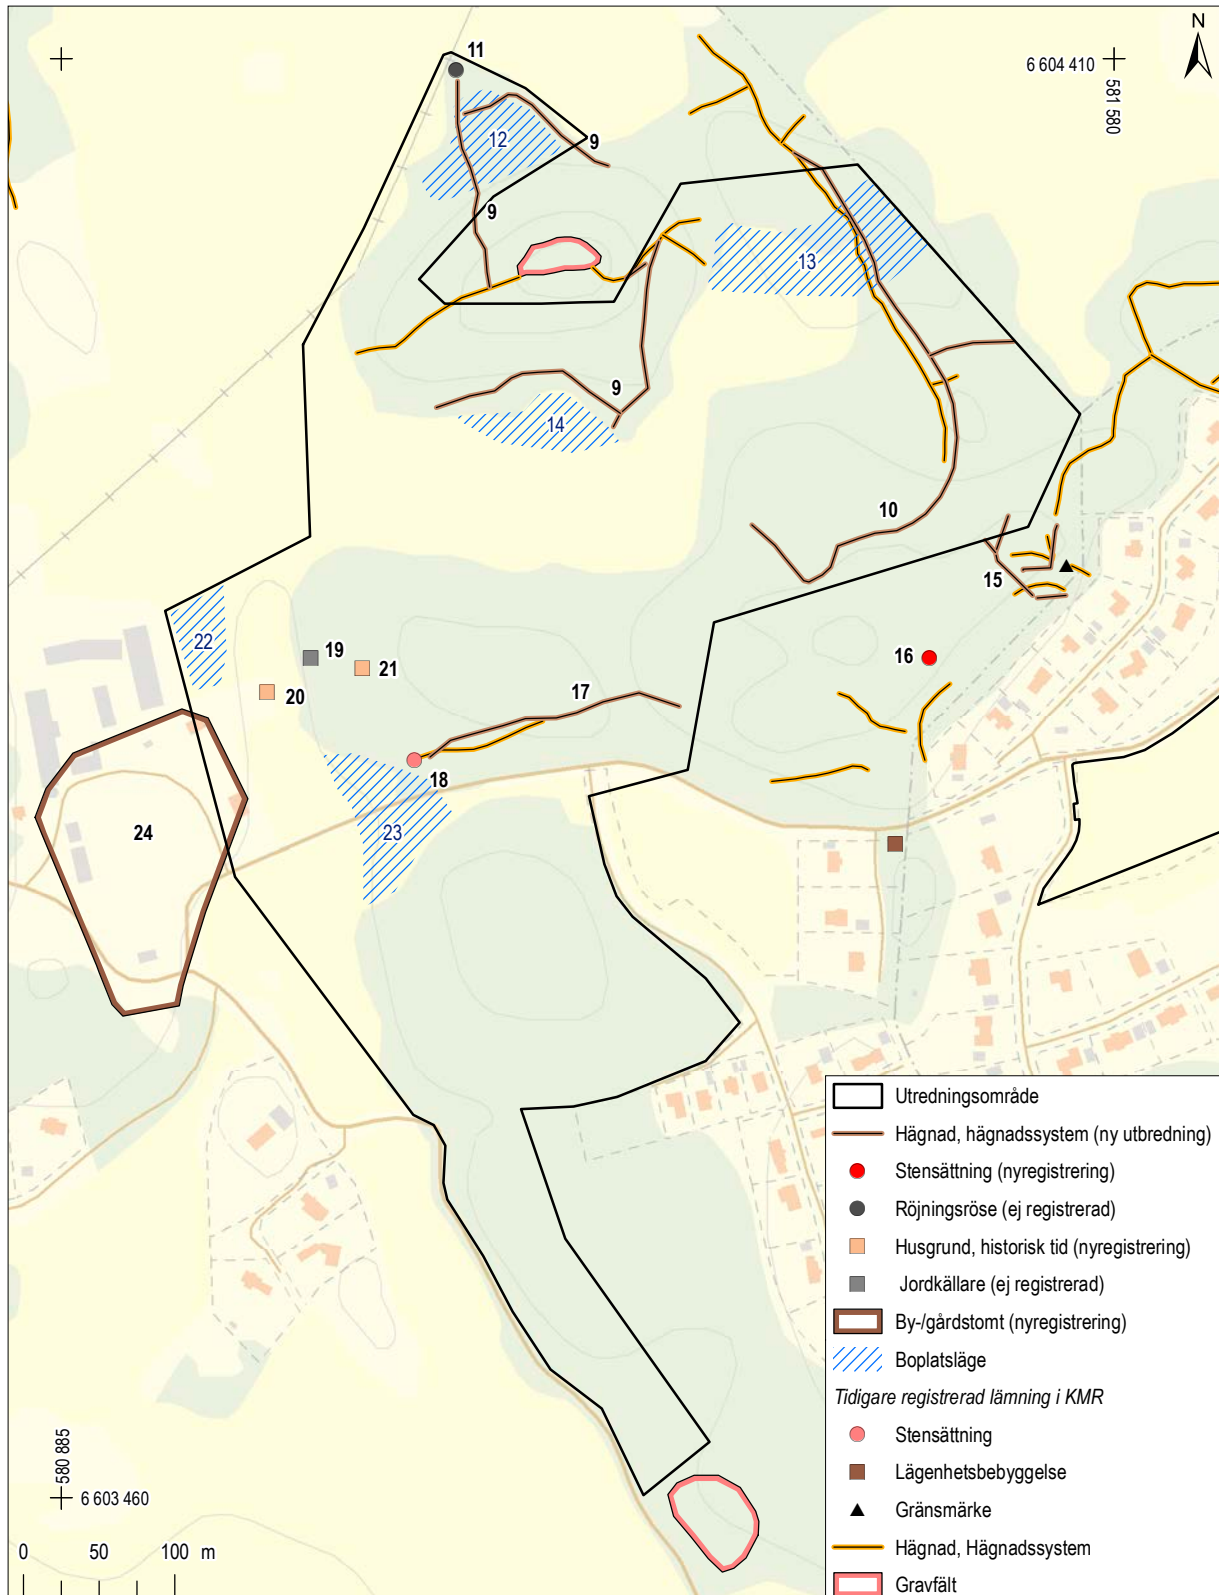 N
11
6 604 410
581 580
12
9
9
13
9
14
10
15
22
19
21
16
20
17
18
23
24
580 885
6 603 460
0 50 100 m
Utredningsområde
Hägnad, hägnadssystem (ny utbredning)
Stensättning (nyregistrering)
Röjningsröse (ej registrerad)
Husgrund, historisk tid (nyregistrering)
Jordkällare (ej registrerad)
By-/gårdstomt (nyregistrering)
Boplatsläge
Tidigare registrerad lämning i KMR
Stensättning
Lägenhetsbebyggelse
Gränsmärke
Hägnad, Hägnadssystem
Gravfält